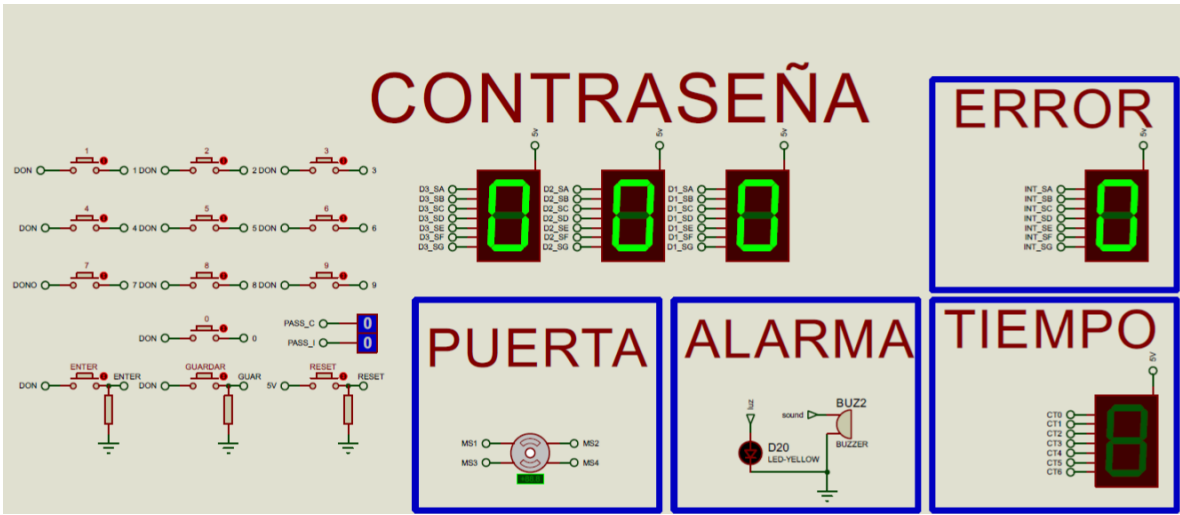 CONTRASEÑA
ERROR
5v 5v 5v 5v
1 2 3
DON 1 DON 2 DON 3
4 5 6
DON 4 DON 5 DON 6
7 8 9
DONO 7 DON 8 DON 9
0
DON 0
PASS_C 0
PASS_I 0
ENTER GUARDAR RESET
DON ENTER DON GUAR 5V RESET
D3_SA D2_SA D1_SA
D3_SB D2_SB D1_SB
D3_SC D2_SC D1_SC
D3_SD D2_SD D1_SD
D3_SE D2_SE D1_SE
D3_SF D2_SF D1_SF
D3_SG D2_SG D1_SG
0 0 0
INT_SA
INT_SB
INT_SC
INT_SD
INT_SE
INT_SF
INT_SG
0
PUERTA
MS1 MS2
MS3 MS4
ALARMA
luz
sound
BUZ2
BUZZER
D20
LED-YELLOW
TIEMPO
5V
CT0
CT1
CT2
CT3
CT4
CT5
CT6